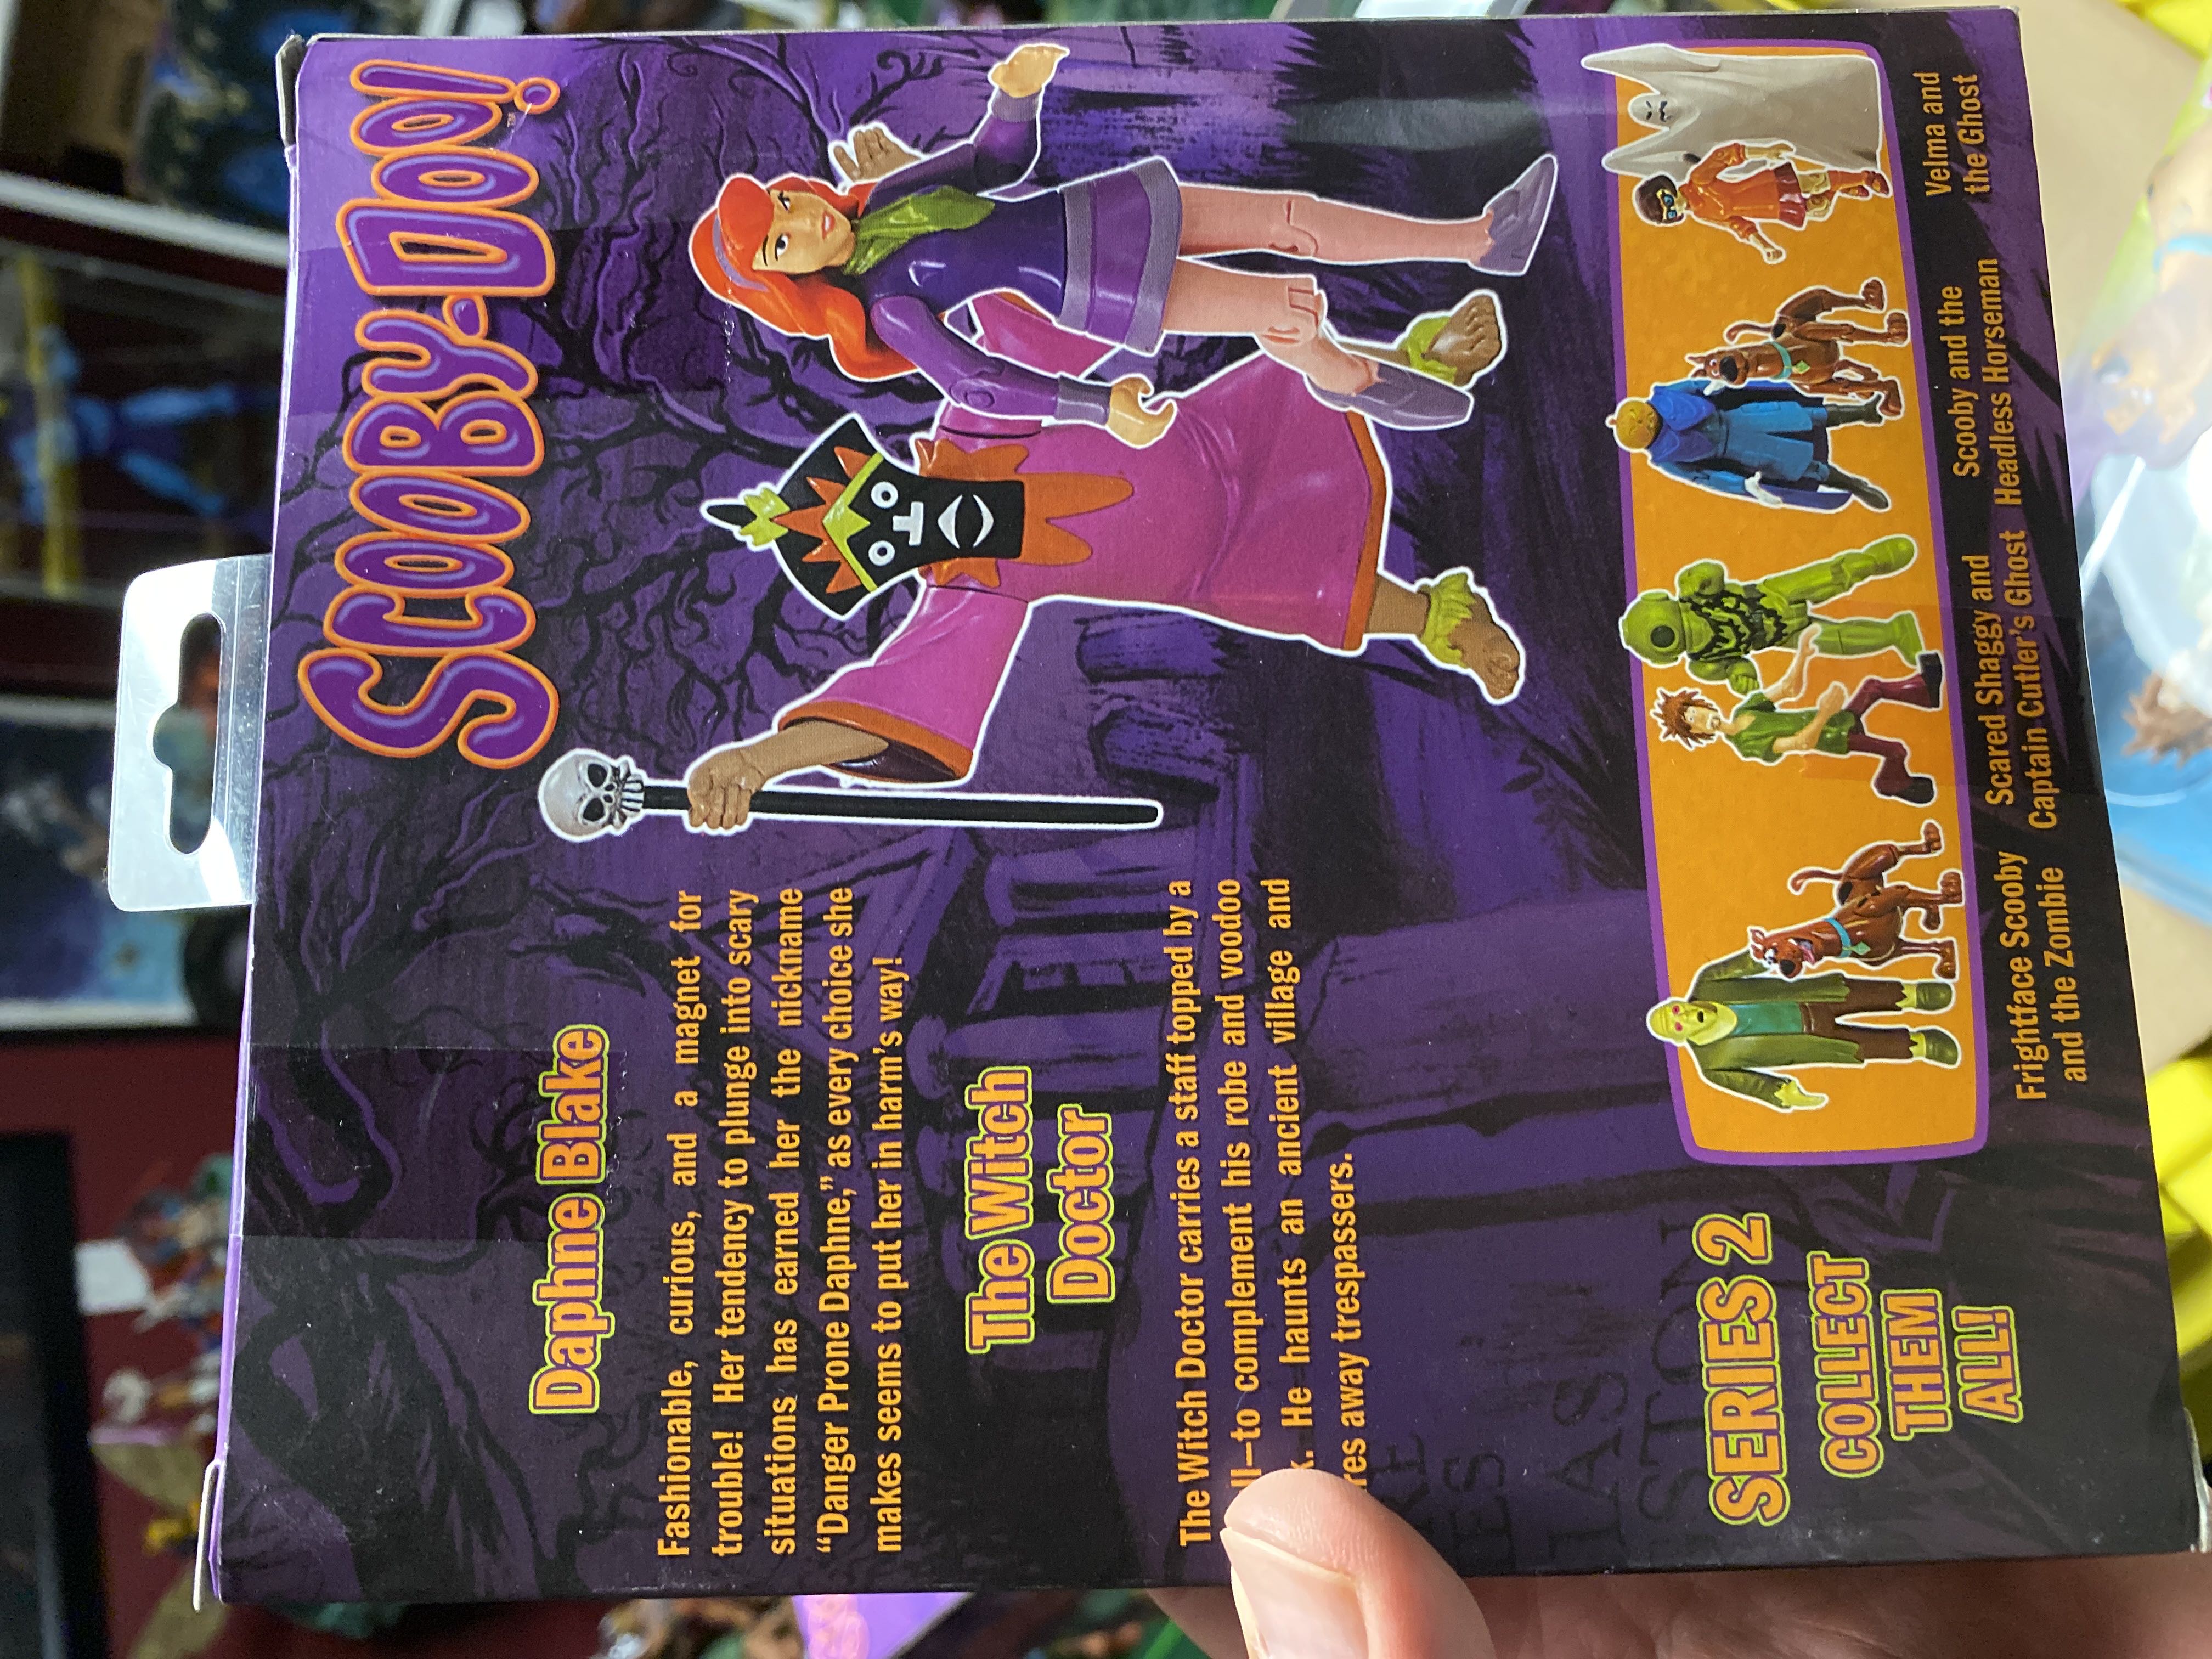 SCOOBY-DOO!
TM
Daphne Blake
Fashionable, curious, and a magnet for
trouble! Her tendency to plunge into scary
situations has earned her the nickname
“Danger Prone Daphne,” as every choice she
makes seems to put her in harm’s way!
The Witch
Doctor
The Witch Doctor carries a staff topped by a
ll—to complement his robe and voodoo
k. He haunts an ancient village and
res away trespassers.
SERIES 2
COLLECT
THEM
ALL!
Frightface Scooby
and the Zombie
Scared Shaggy and
Captain Cutler’s Ghost
Scooby and the
Headless Horseman
Velma and
the Ghost